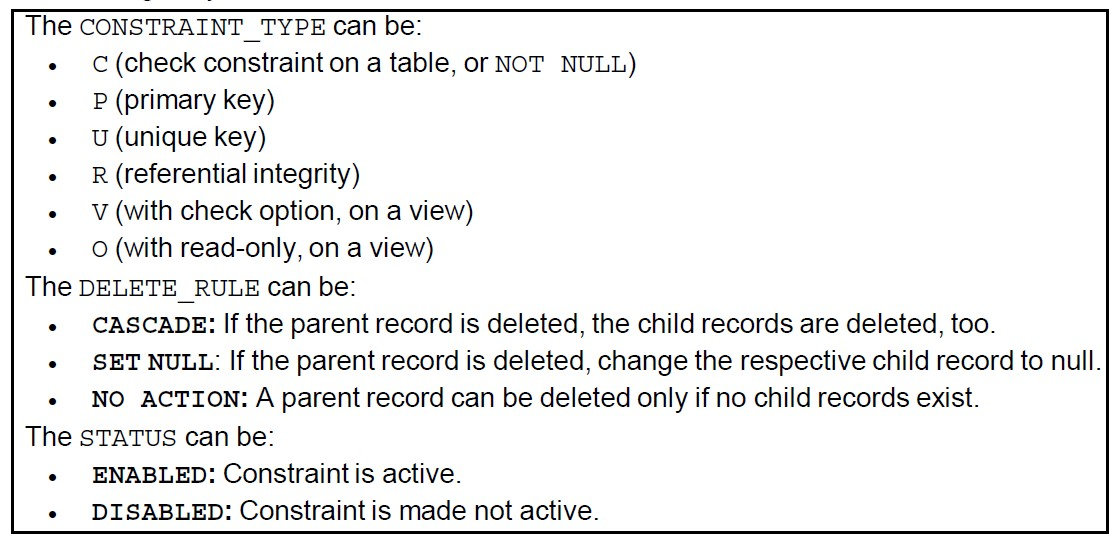 The CONSTRAINT_TYPE can be:
• C (check constraint on a table, or NOT NULL)
• P (primary key)
• U (unique key)
• R (referential integrity)
• V (with check option, on a view)
• O (with read-only, on a view)
The DELETE_RULE can be:
• CASCADE: If the parent record is deleted, the child records are deleted, too.
• SET NULL: If the parent record is deleted, change the respective child record to null.
• NO ACTION: A parent record can be deleted only if no child records exist.
The STATUS can be:
• ENABLED: Constraint is active.
• DISABLED: Constraint is made not active.